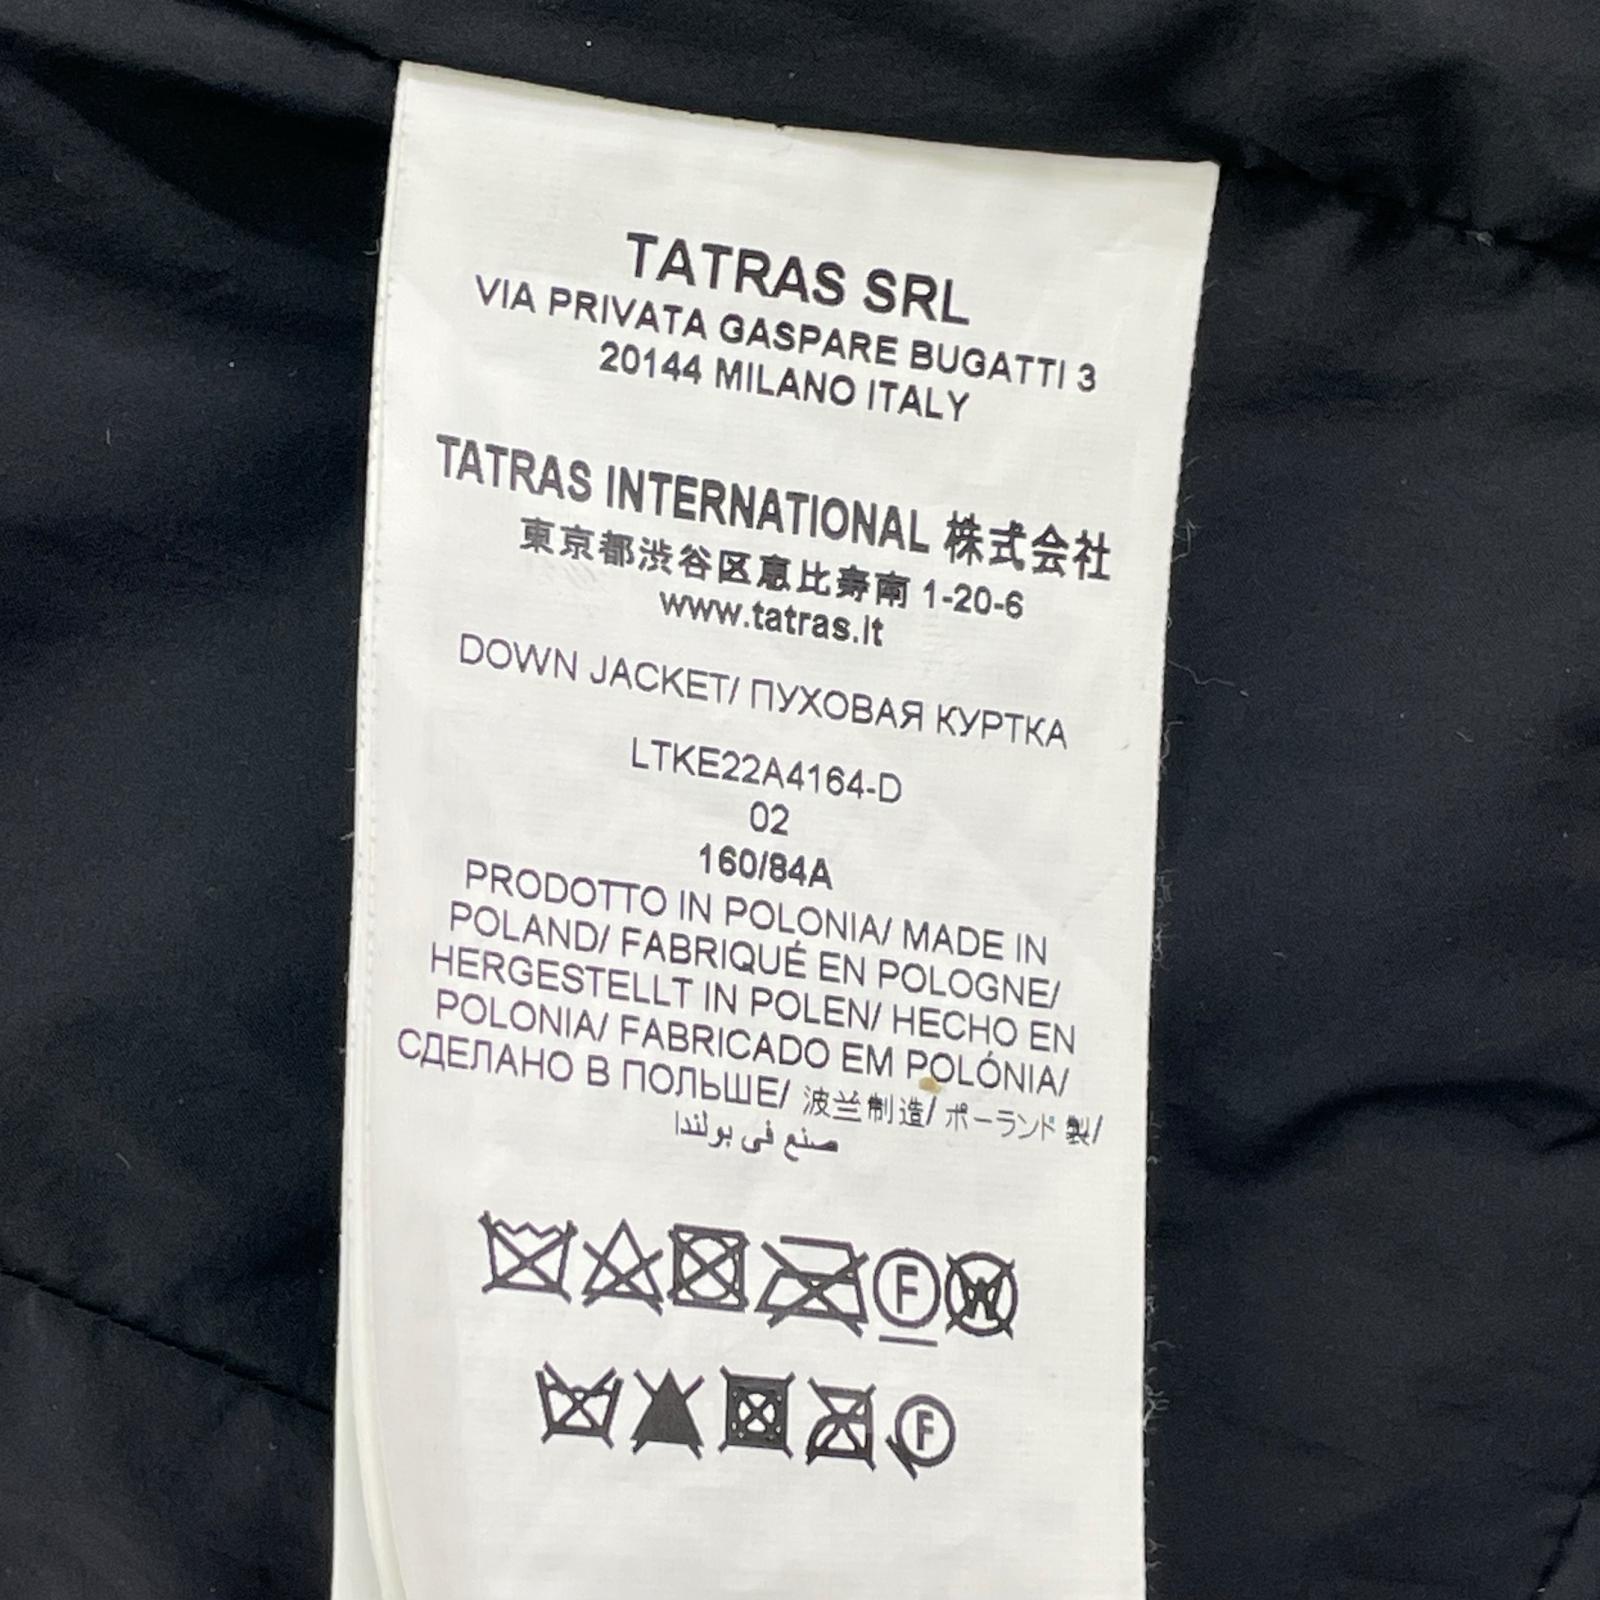 TATRAS SRL
VIA PRIVATA GASPARE BUGATTI 3
20144 MILANO ITALY
TATRAS INTERNATIONAL 株式会社
東京都渋谷区恵比寿南 1-20-6
www.tatras.it
DOWN JACKET/ ПУХОВАЯ КУРТКА
LTKE22A4164-D
02
160/84A
PRODOTTO IN POLONIA/ MADE IN
POLAND/ FABRIQUÉ EN POLOGNE/
HERGESTELLT IN POLEN/ HECHO EN
POLONIA/ FABRICADO EM POLÓNIA/
СДЕЛАНО В ПОЛЬШЕ/ 波兰制造/ ポーランド 製/
صنع في بولندا
F W
F